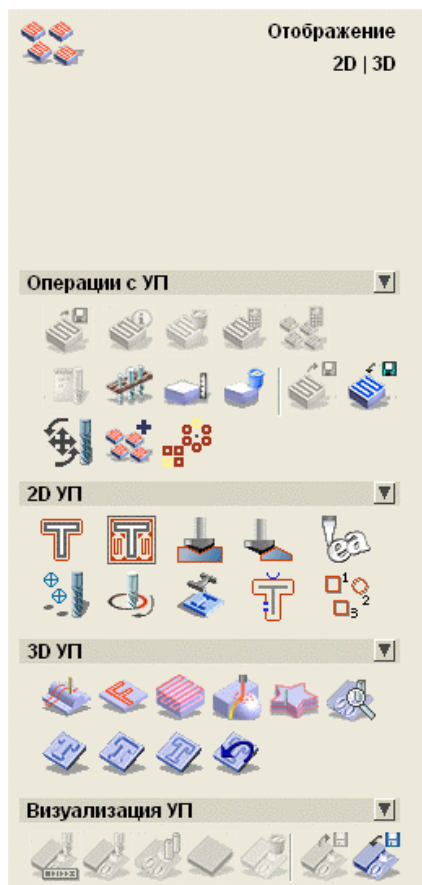 Отображение
2D | 3D
Операции с УП
2D УП
3D УП
Визуализация УП